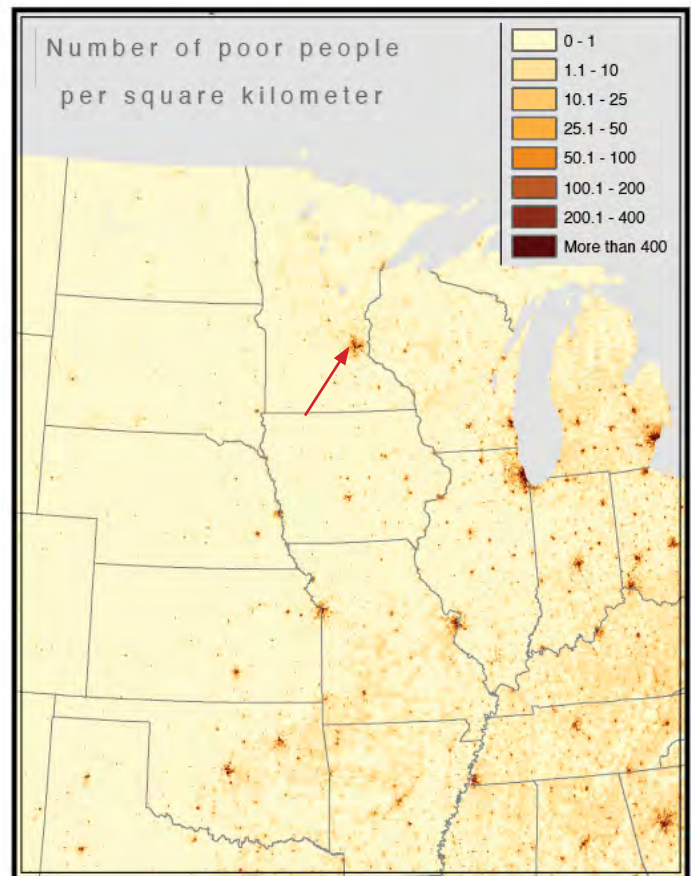 Number of poor people
per square kilometer
0 - 1
1.1 - 10
10.1 - 25
25.1 - 50
50.1 - 100
100.1 - 200
200.1 - 400
More than 400